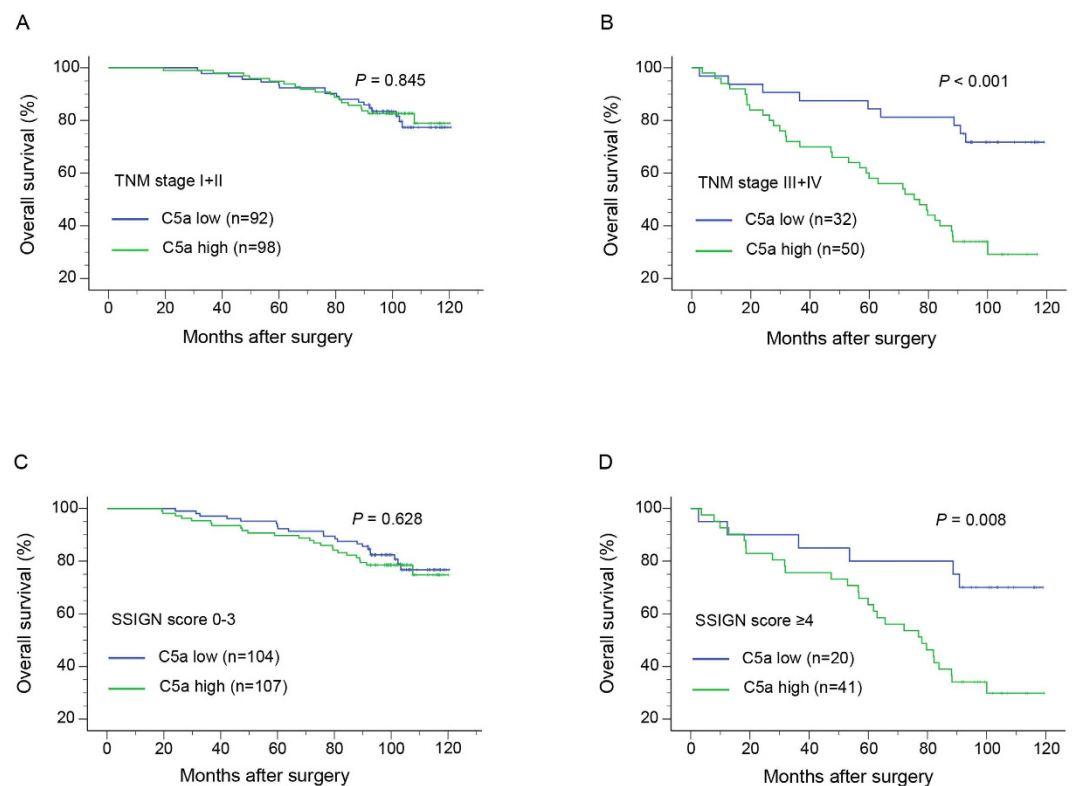 A
Overall survival (%)
100
80
60
40
20
P = 0.845
TNM stage I+II
C5a low (n=92)
C5a high (n=98)
0 20 40 60 80 100 120
Months after surgery
B
Overall survival (%)
100
80
60
40
20
P < 0.001
TNM stage III+IV
C5a low (n=32)
C5a high (n=50)
0 20 40 60 80 100 120
Months after surgery
C
Overall survival (%)
100
80
60
40
20
P = 0.628
SSIGN score 0-3
C5a low (n=104)
C5a high (n=107)
0 20 40 60 80 100 120
Months after surgery
D
Overall survival (%)
100
80
60
40
20
P = 0.008
SSIGN score ≥4
C5a low (n=20)
C5a high (n=41)
0 20 40 60 80 100 120
Months after surgery